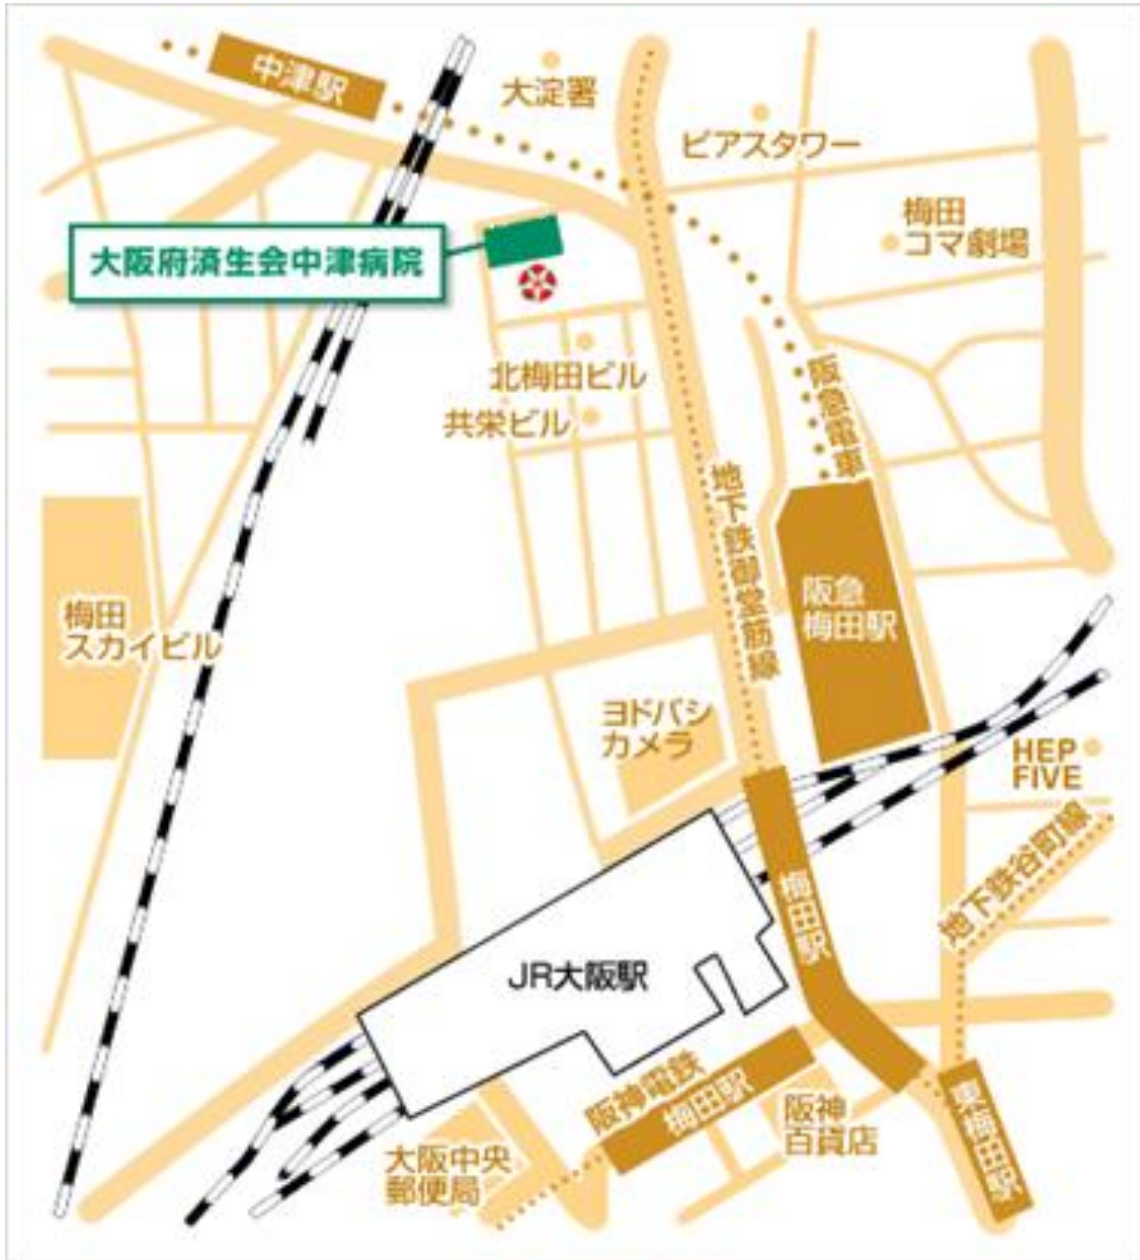 中津駅
大淀署
ピアスタワー
梅田
コマ劇場
大阪府済生会中津病院
北梅田ビル
共栄ビル
阪急電車
地下鉄御堂筋線
梅田
スカイビル
阪急
梅田駅
ヨドバシ
カメラ
HEP
FIVE
地下鉄谷町線
梅田駅
JR大阪駅
阪神電鉄
梅田駅
阪神
百貨店
東梅田駅
大阪中央
郵便局